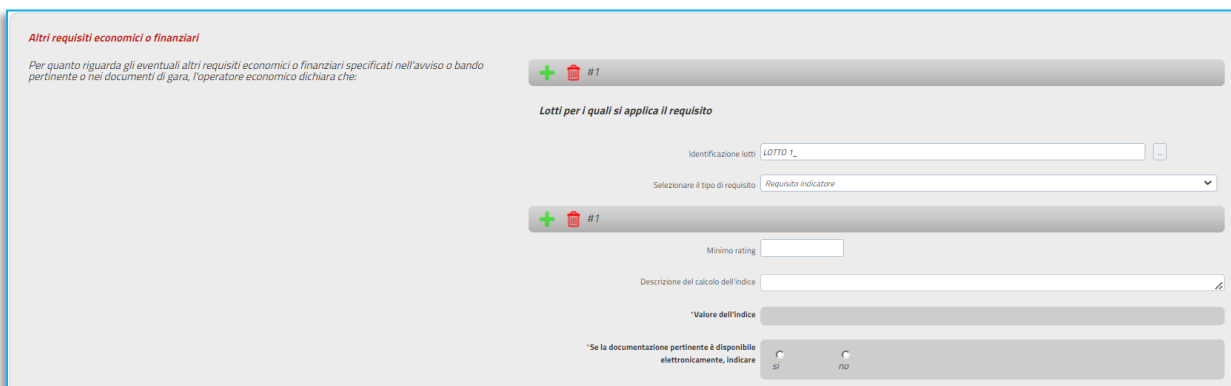 Altri requisiti economici o finanziari
Per quanto riguarda gli eventuali altri requisiti economici o finanziari specificati nell'avviso o bando
pertinente o nei documenti di gara, l'operatore economico dichiara che:
#1
Lotti per i quali si applica il requisito
Identificazione lotti LOTTO 1_ ...
Selezionare il tipo di requisito Requisito indicatore
#1
Minimo rating
Descrizione del calcolo dell'indice
*Valore dell'indice
*Se la documentazione pertinente è disponibile
elettronicamente, indicare
sì no